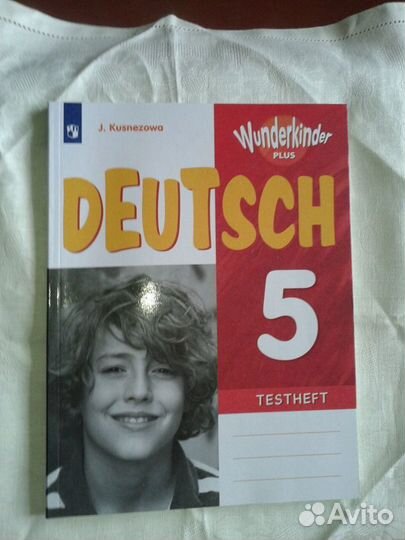 J. Kusnezowa
Wunderkinder
PLUS
DEUTSCH
5
TESTHEFT
Avito